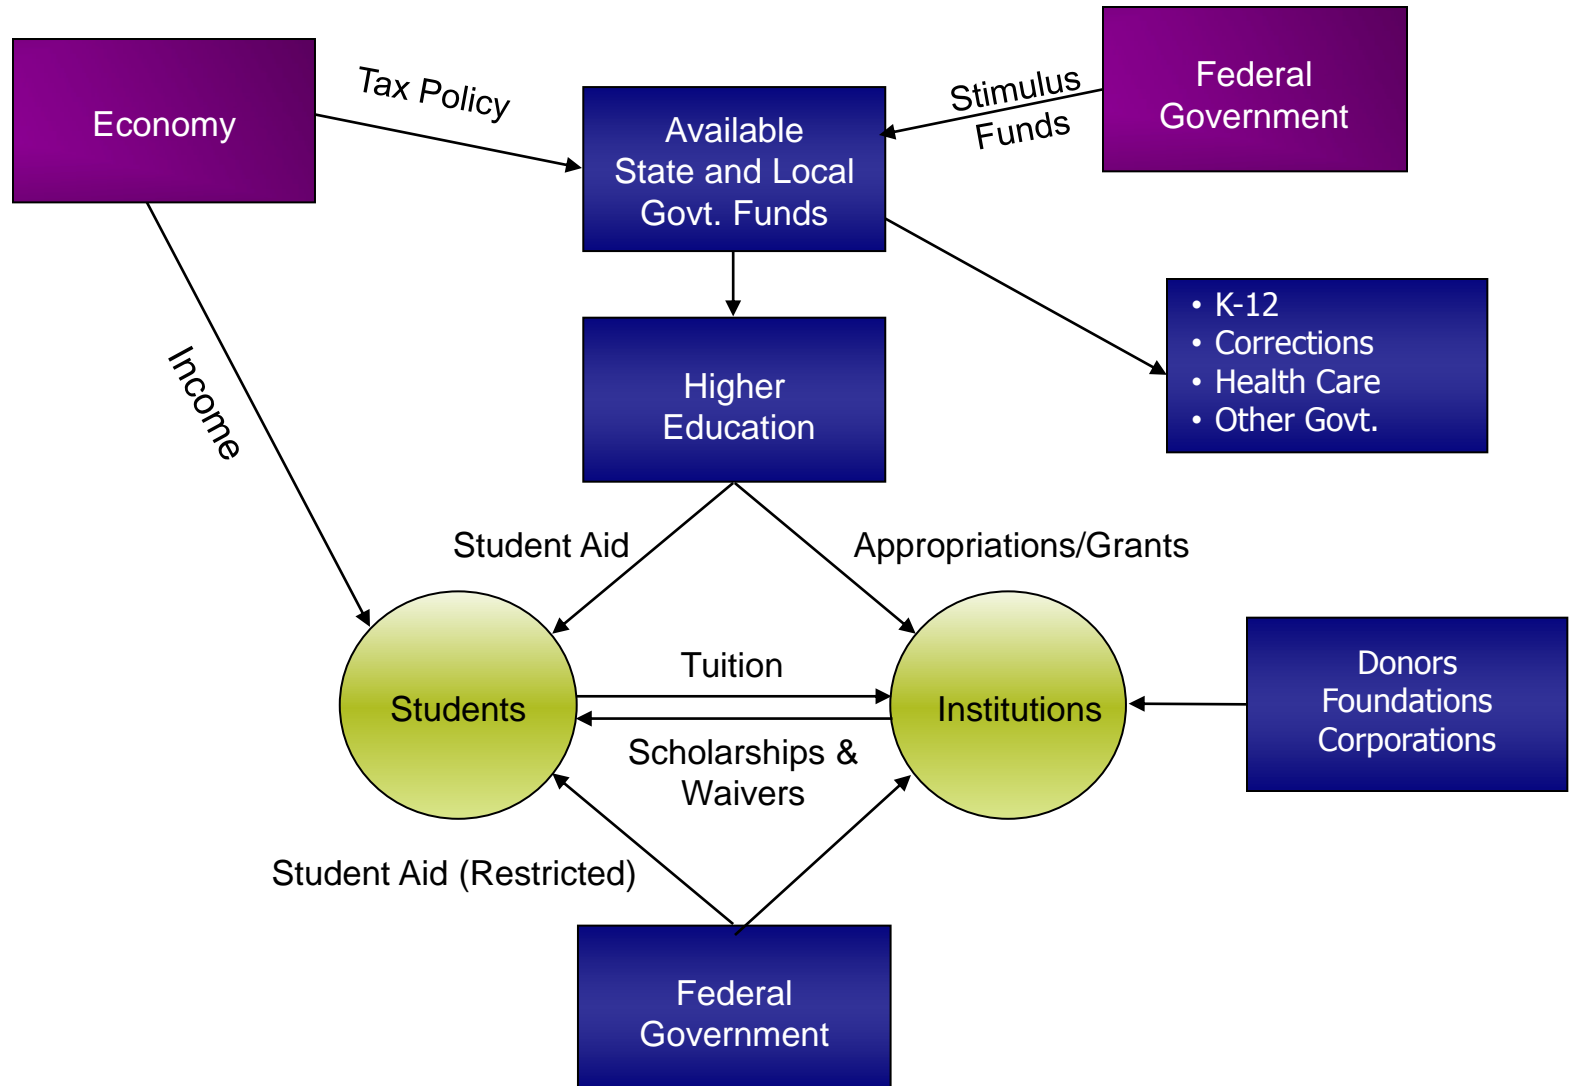 Economy
Tax Policy
Available
State and Local
Govt. Funds
Stimulus
Funds
Federal
Government
• K-12
• Corrections
• Health Care
• Other Govt.
Income
Higher
Education
Student Aid
Appropriations/Grants
Students
Tuition
Scholarships &
Waivers
Institutions
Donors
Foundations
Corporations
Student Aid (Restricted)
Federal
Government